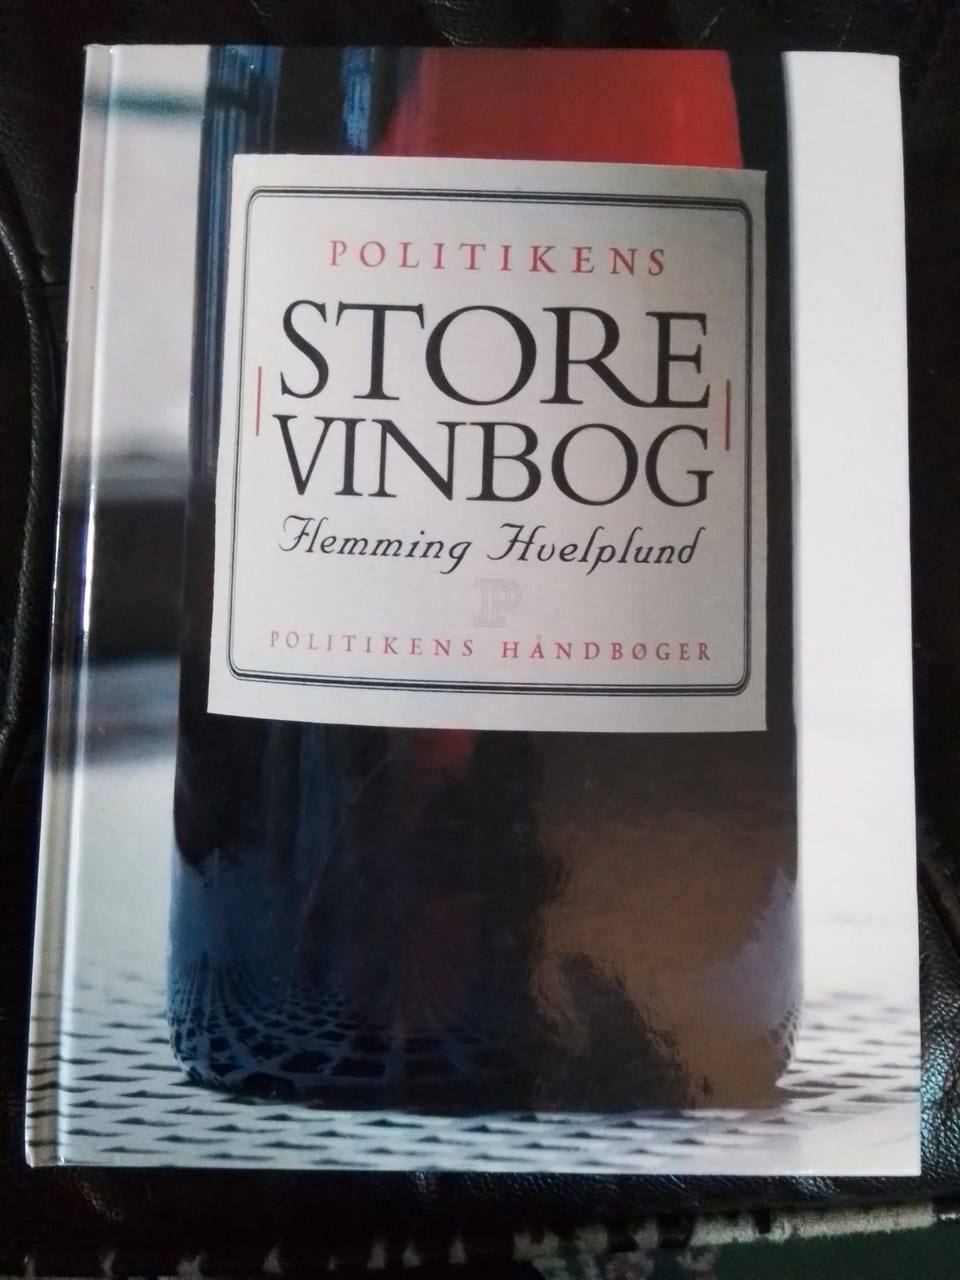 POLITIKENS
STORE
VINBOG
Flemming Hvelplund
P
POLITIKENS HÅNDBØGER